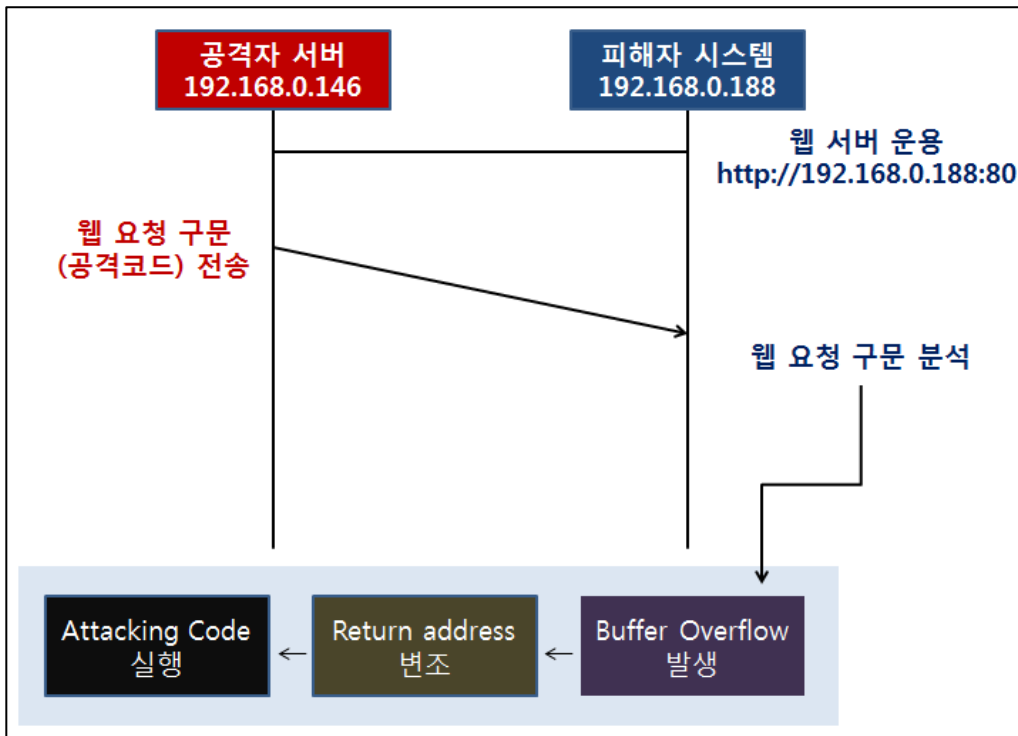 공격자 서버
192.168.0.146
피해자 시스템
192.168.0.188
웹 서버 운용
http://192.168.0.188:80
웹 요청 구문
(공격코드) 전송
웹 요청 구문 분석
Attacking Code
실행
Return address
변조
Buffer Overflow
발생